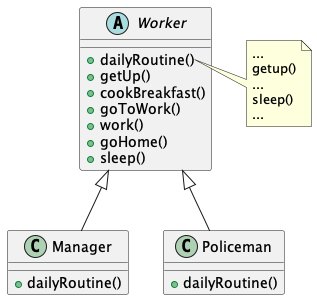 A Worker
dailyRoutine()
getUp()
cookBreakfast()
goToWork()
work()
goHome()
sleep()
...
getup()
...
sleep()
...
C Manager
dailyRoutine()
C Policeman
dailyRoutine()